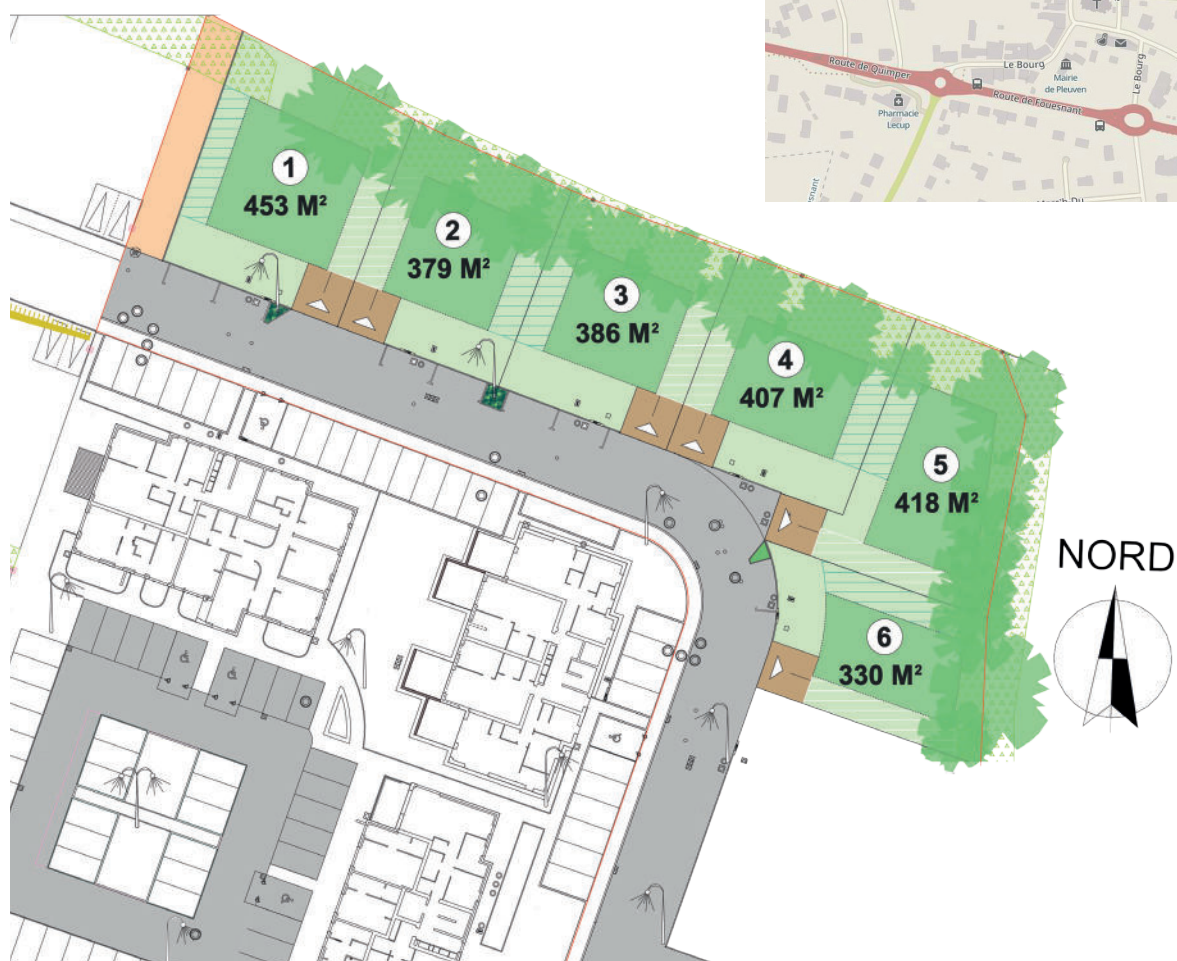 Route de Quimper
Le Bourg
Mairie
de Pleuven
Le Bourg
Route de Fouesnant
Pharmacie
Lecup
1
453 M²
2
379 M²
3
386 M²
4
407 M²
5
418 M²
6
330 M²
NORD